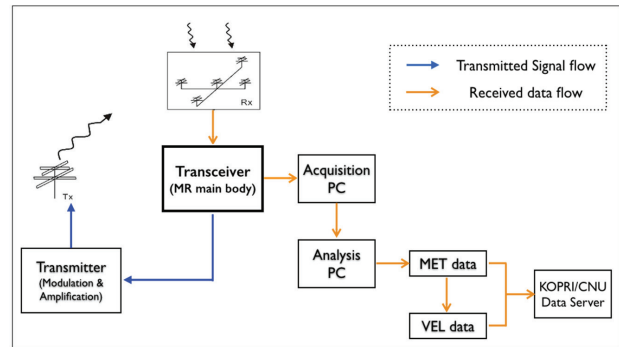 Transmitted Signal flow
Received data flow
Rx
Tx
Transceiver
(MR main body)
Acquisition
PC
Transmitter
(Modulation &
Amplification)
Analysis
PC
MET data
VEL data
KOPRI/CNU
Data Server